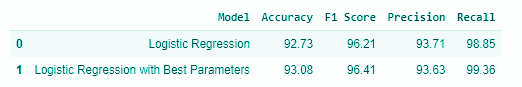 Model Accuracy F1 Score Precision Recall
0 Logistic Regression 92.73 96.21 93.71 98.85
1 Logistic Regression with Best Parameters 93.08 96.41 93.63 99.36